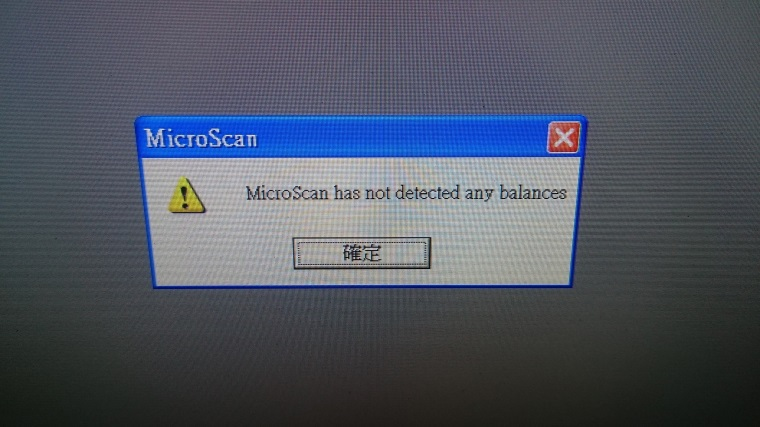 MicroScan
MicroScan has not detected any balances
確定